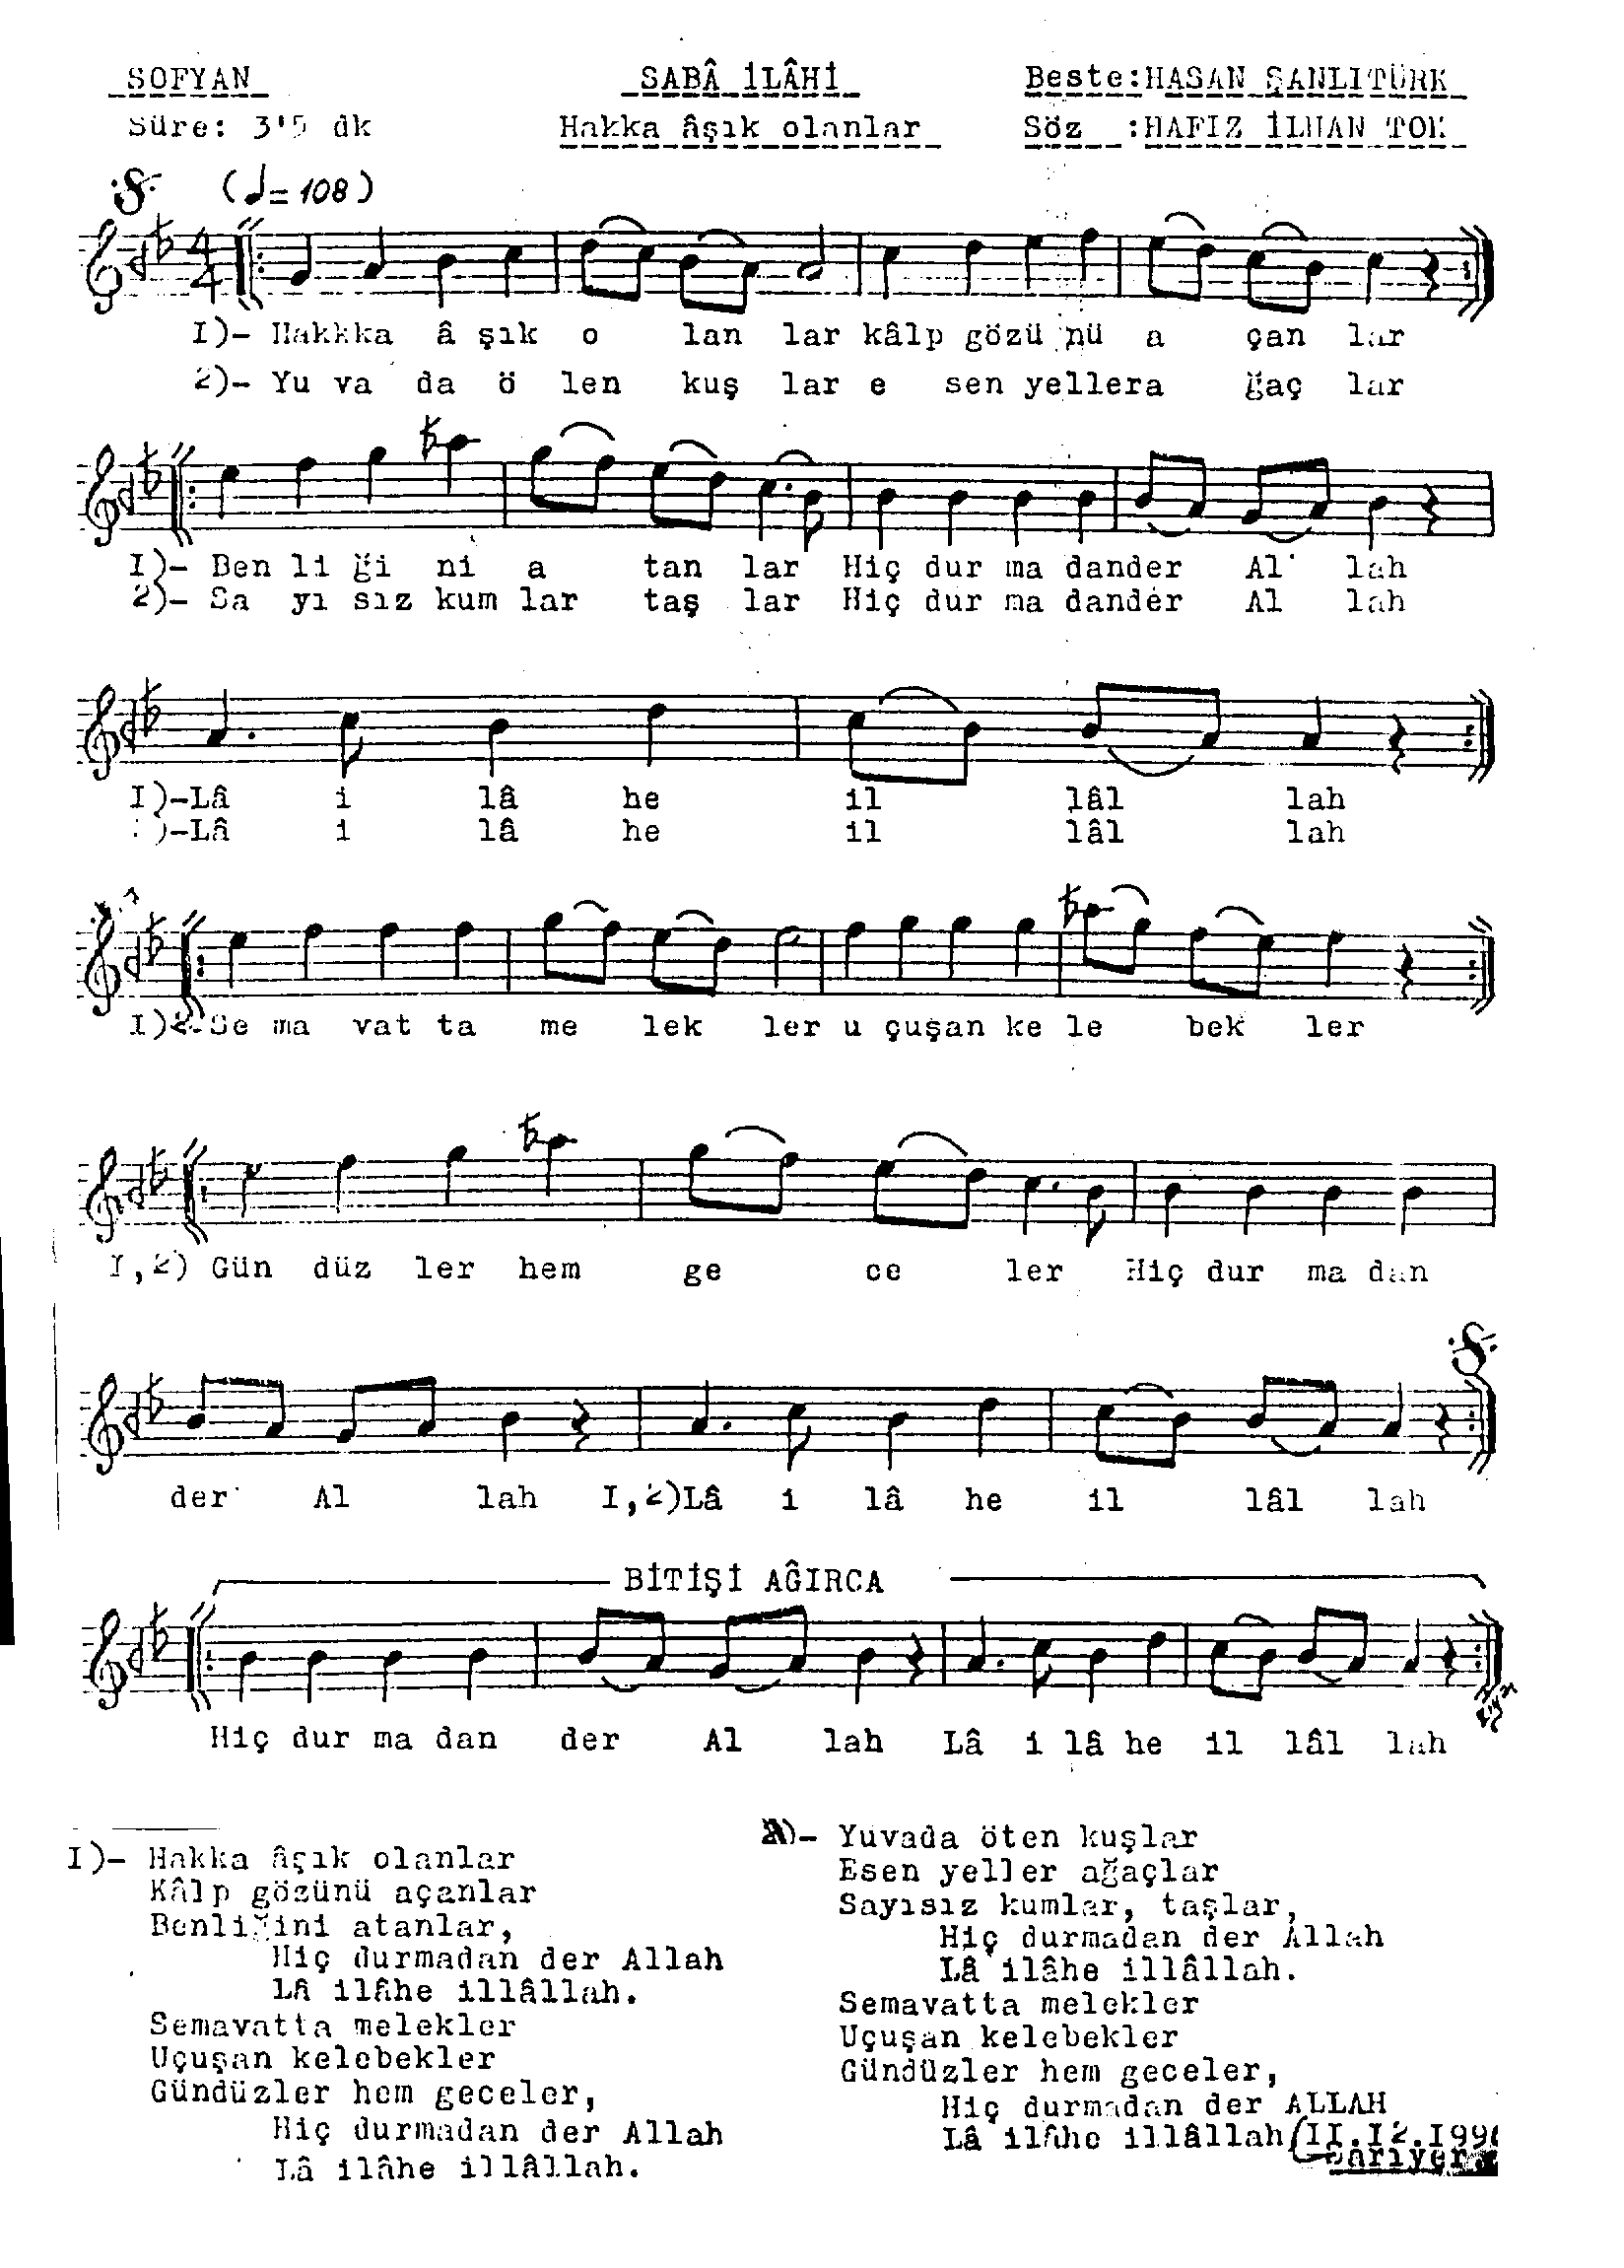 SOFYAN SABÂ İLÂHİ Beste:HASAN ŞANLITÜRK
Süre: 3'5 dk Hakka âşık olanlar Söz :HAFIZ İLHAN TOK
(♩=108)
4
4
I)- Hakkka â şık o lan lar kâlp gözü nü a çan lar
2)- Yu va da ö len kuş lar e sen yellera ğaç lar
I)- Ben li ği ni a tan lar Hiç dur ma dander Al lah
2)- Sa yı sız kum lar taş lar Hiç dur ma dander Al lah
I)-Lâ i lâ he il lâl lah
)-Lâ i lâ he il lâl lah
I)2.Se ma vat ta me lek ler u çuşan ke le bek ler
I,2) Gün düz ler hem ge ce ler Hiç dur ma dan
der Al lah I,2)Lâ i lâ he il lâl lah
BİTİŞİ AĞIRCA
Hiç dur ma dan der Al lah Lâ i lâ he il lâl lah
I)- Hakka âşık olanlar
Kâlp gözünü açanlar
Benliğini atanlar,
Hiç durmadan der Allah
Lâ ilâhe illâllah.
Semavatta melekler
Uçuşan kelebekler
Gündüzler hem geceler,
Hiç durmadan der Allah
Lâ ilâhe illâllah.
2)- Yuvada öten kuşlar
Esen yeller ağaçlar
Sayısız kumlar, taşlar,
Hiç durmadan der Allah
Lâ ilâhe illâllah.
Semavatta melekler
Uçuşan kelebekler
Gündüzler hem geceler,
Hiç durmadan der ALLAH
Lâ ilâhe illâllah(II.I2.199
Sarıyer